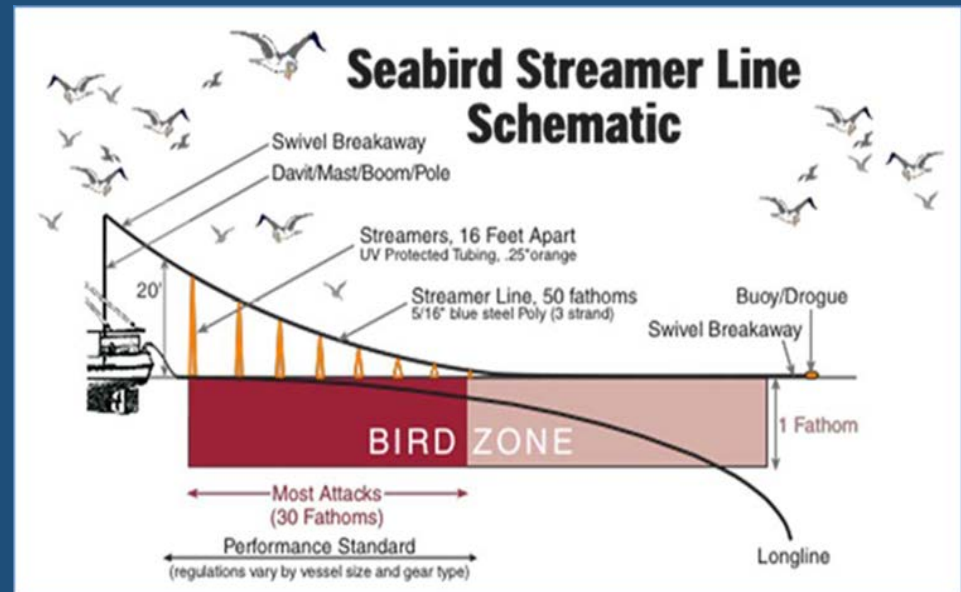 Seabird Streamer Line
Schematic
Swivel Breakaway
Davit/Mast/Boom/Pole
Streamers, 16 Feet Apart
UV Protected Tubing, .25"orange
20'
Streamer Line, 50 fathoms
5/16" blue steel Poly (3 strand)
Buoy/Drogue
Swivel Breakaway
1 Fathom
BIRD ZONE
Most Attacks
(30 Fathoms)
Performance Standard
(regulations vary by vessel size and gear type)
Longline